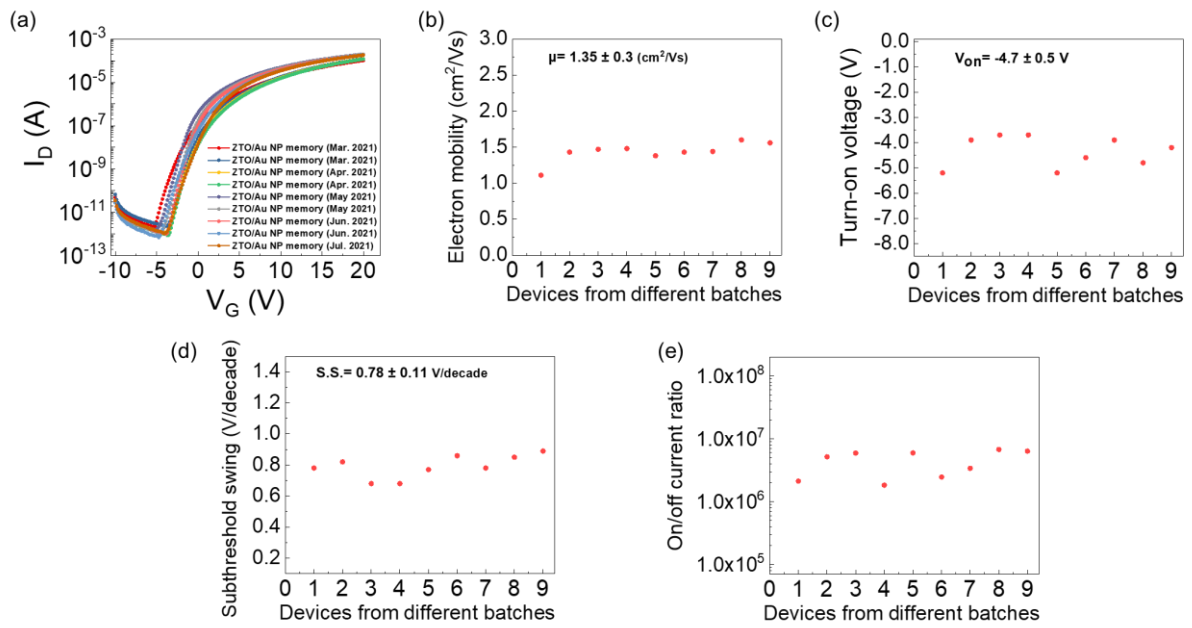 (a)
10⁻³
10⁻⁵
10⁻⁷
10⁻⁹
10⁻¹¹
10⁻¹³
I_D (A)
ZTO/Au NP memory (Mar. 2021)
ZTO/Au NP memory (Mar. 2021)
ZTO/Au NP memory (Apr. 2021)
ZTO/Au NP memory (Apr. 2021)
ZTO/Au NP memory (May 2021)
ZTO/Au NP memory (May 2021)
ZTO/Au NP memory (Jun. 2021)
ZTO/Au NP memory (Jun. 2021)
ZTO/Au NP memory (Jul. 2021)
-10 -5 0 5 10 15 20
V_G (V)
(b)
Electron mobility (cm²/Vs)
3.0
2.5
2.0
1.5
1.0
0.5
0.0
μ= 1.35 ± 0.3 (cm²/Vs)
0 1 2 3 4 5 6 7 8 9
Devices from different batches
(c)
Turn-on voltage (V)
0.0
-1.0
-2.0
-3.0
-4.0
-5.0
-6.0
-7.0
-8.0
V_on= -4.7 ± 0.5 V
0 1 2 3 4 5 6 7 8 9
Devices from different batches
(d)
Subthreshold swing (V/decade)
1.4
1.2
1.0
0.8
0.6
0.4
0.2
S.S.= 0.78 ± 0.11 V/decade
0 1 2 3 4 5 6 7 8 9
Devices from different batches
(e)
On/off current ratio
1.0x10⁸
1.0x10⁷
1.0x10⁶
1.0x10⁵
0 1 2 3 4 5 6 7 8 9
Devices from different batches